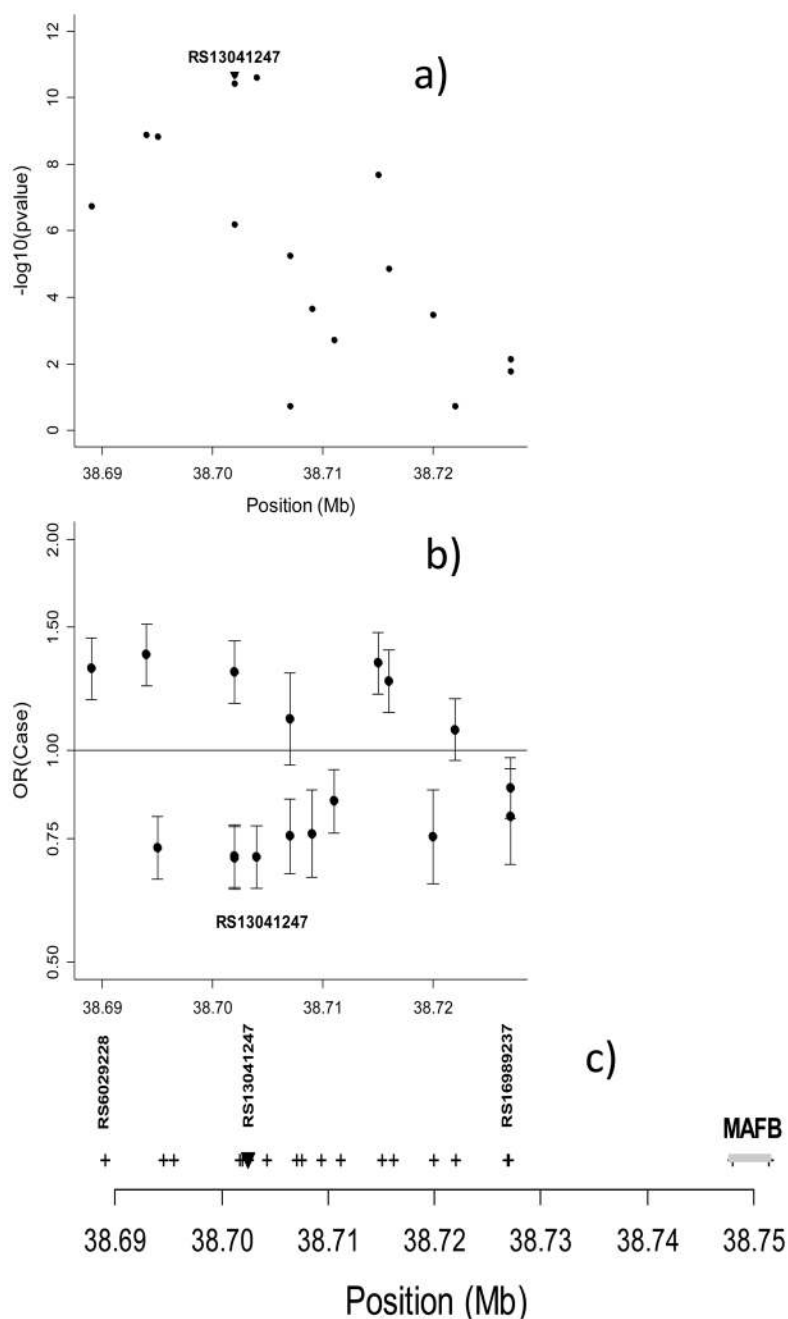 a)
RS13041247
12
10
8
6
4
2
0
-log10(pvalue)
38.69 38.70 38.71 38.72
Position (Mb)
b)
2.00
1.50
1.00
0.75
0.50
OR(Case)
RS13041247
38.69 38.70 38.71 38.72
c)
RS6029228
RS13041247
RS16989237
MAFB
38.69 38.70 38.71 38.72 38.73 38.74 38.75
Position (Mb)